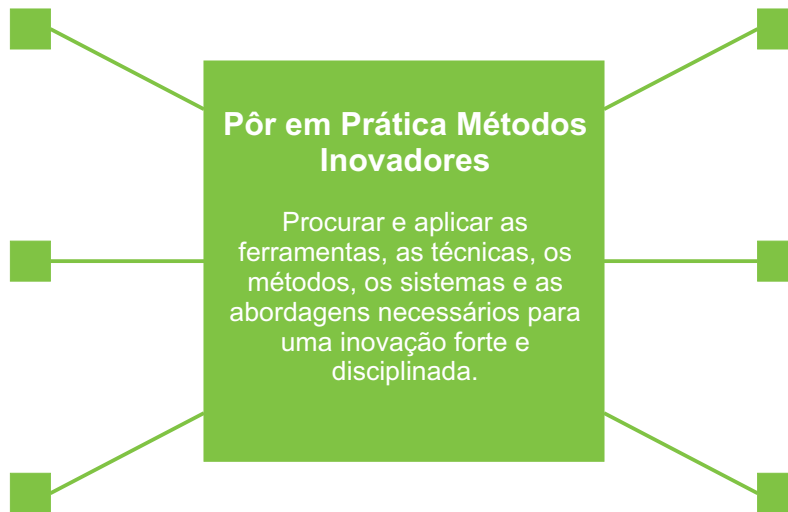 Pôr em Prática Métodos
Inovadores
Procurar e aplicar as
ferramentas, as técnicas, os
métodos, os sistemas e as
abordagens necessários para
uma inovação forte e
disciplinada.